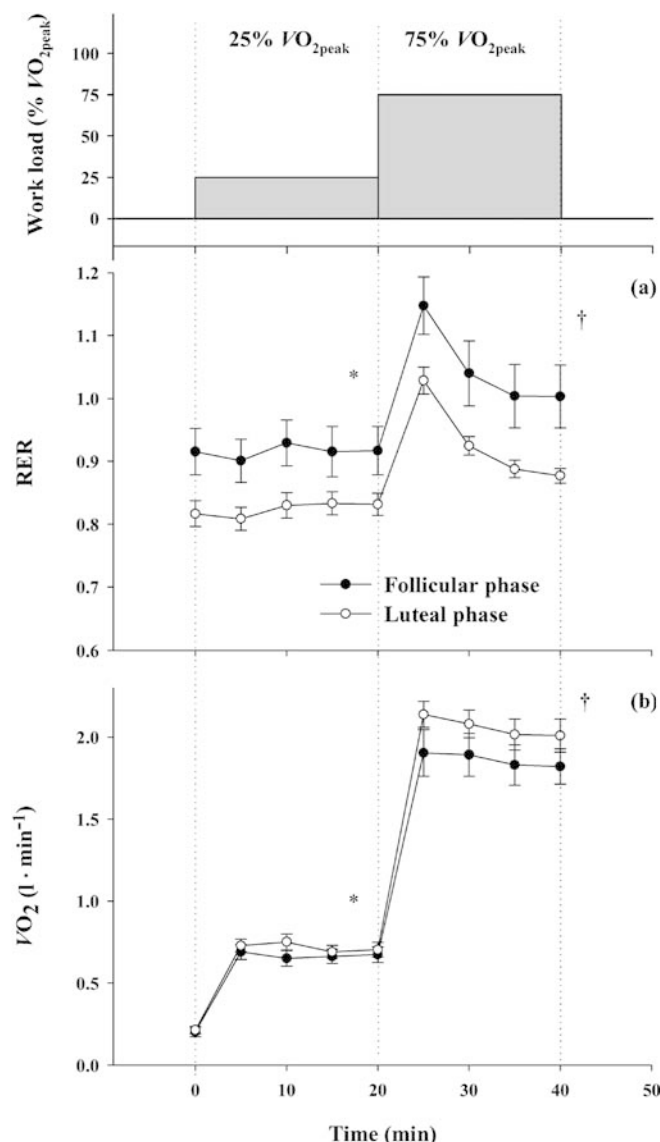 25% VO2peak 75% VO2peak
Work load (% VO2peak)
100
75
50
25
0
(a)
†
*
RER
1.2
1.1
1.0
0.9
0.8
0.7
0.6
Follicular phase
Luteal phase
(b)
†
*
VO2 (l · min−1)
2.0
1.5
1.0
0.5
0.0
0 10 20 30 40 50
Time (min)